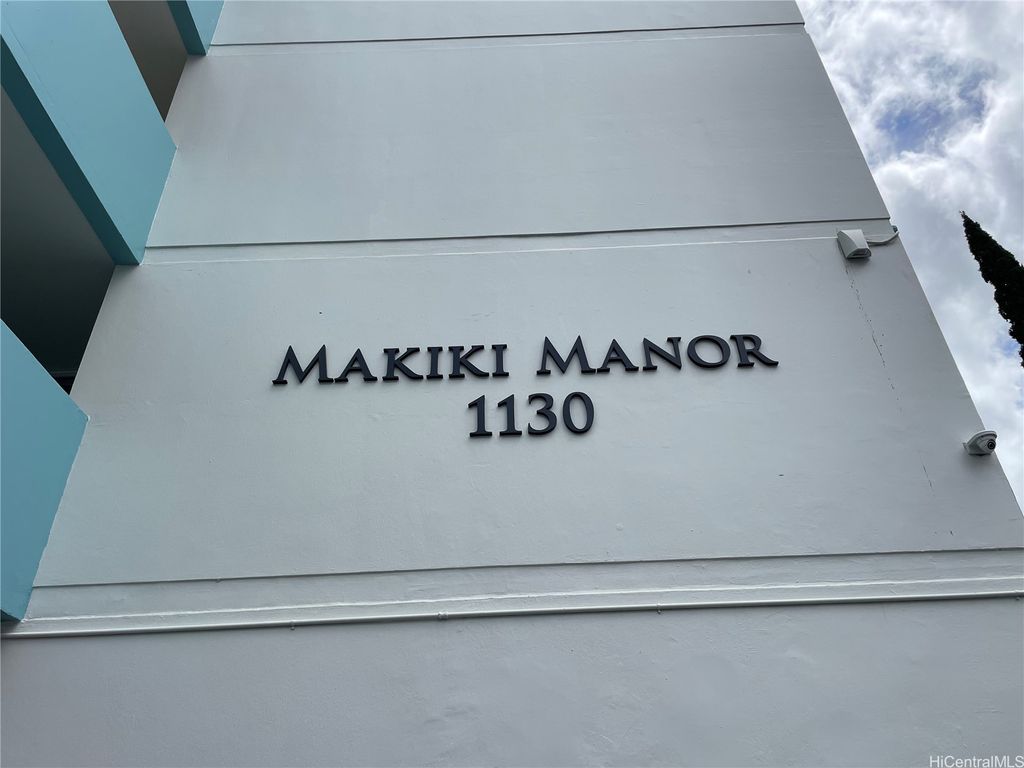 MAKIKI MANOR
1130
HiCentralMLS